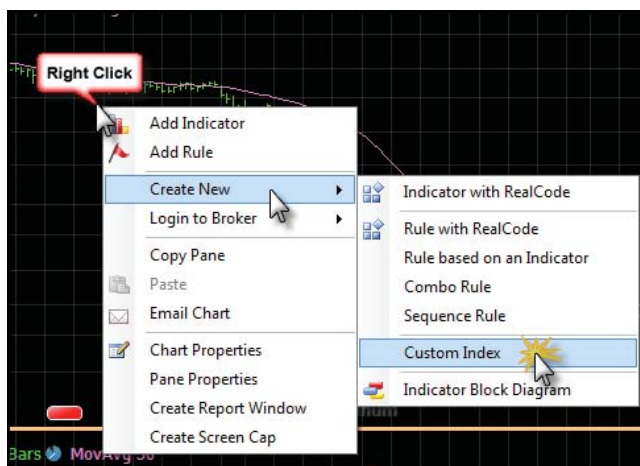 Right Click
Add Indicator
Add Rule
Create New
Login to Broker
Copy Pane
Paste
Email Chart
Chart Properties
Pane Properties
Create Report Window
Create Screen Cap
Indicator with RealCode
Rule with RealCode
Rule based on an Indicator
Combo Rule
Sequence Rule
Custom Index
Indicator Block Diagram
Bars MovAvg